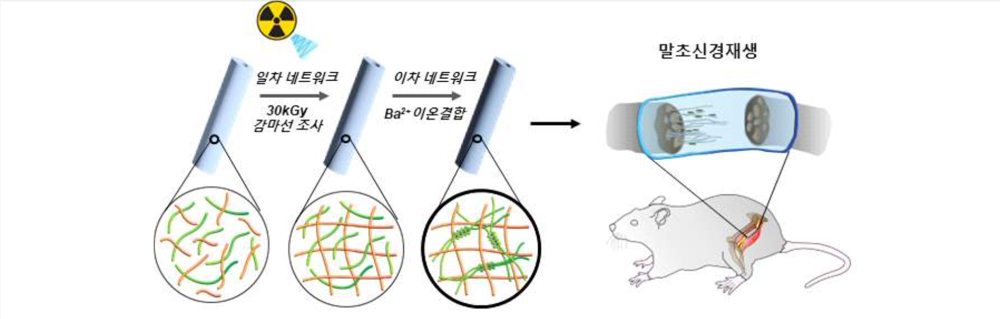 일차 네트워크
30kGy
감마선 조사
이차 네트워크
Ba²⁺ 이온결합
말초신경재생